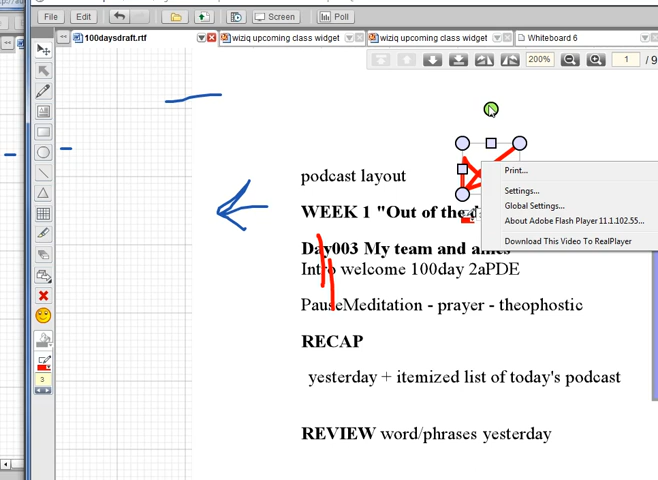 File Edit Screen Poll
<< 100daysdraft.rtf wiziq upcoming class widget wiziq upcoming class widget Whiteboard 6
200% 1 / 9
podcast layout
WEEK 1 "Out of the
Day003 My team and allies
Intro welcome 100day 2aPDE
PauseMeditation - prayer - theophostic
RECAP
yesterday + itemized list of today's podcast
REVIEW word/phrases yesterday
Print...
Settings...
Global Settings...
About Adobe Flash Player 11.1.102.55...
Download This Video To RealPlayer
3